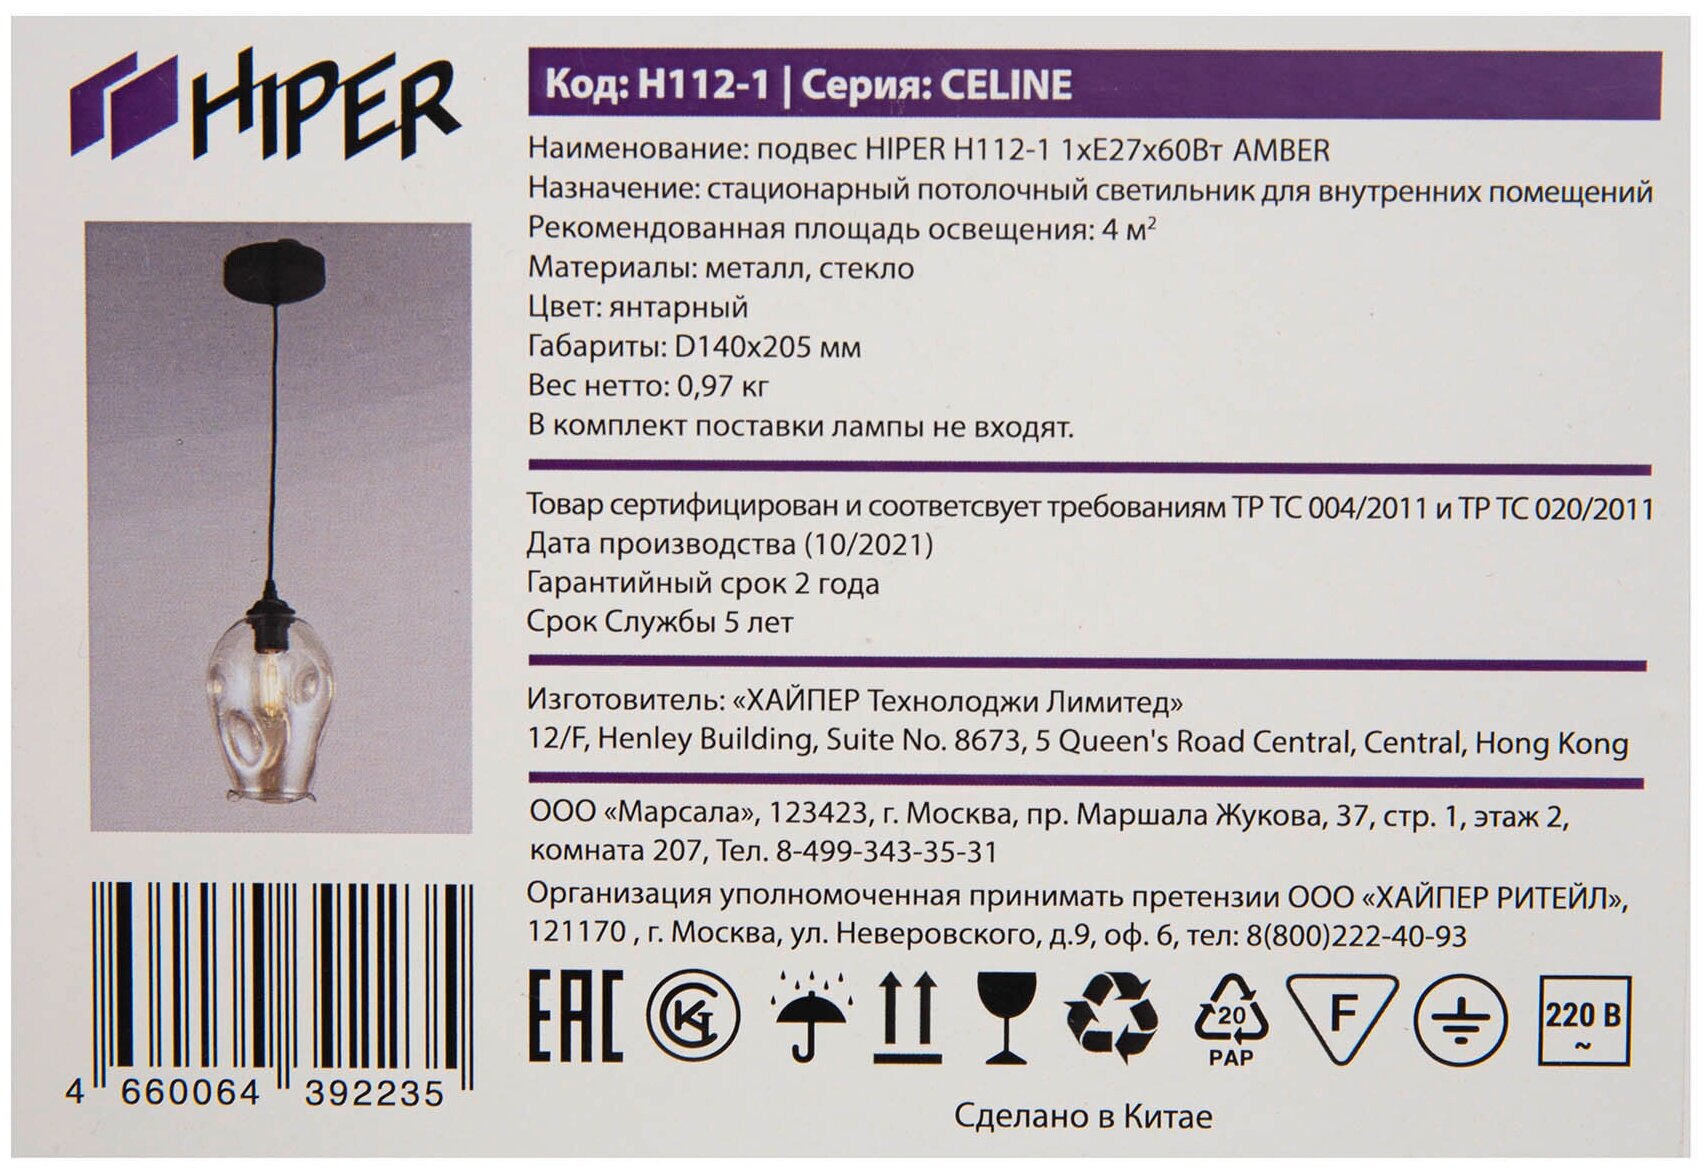 HIPER
Код: H112-1 | Серия: CELINE
Наименование: подвес HIPER H112-1 1xE27x60Вт AMBER
Назначение: стационарный потолочный светильник для внутренних помещений
Рекомендованная площадь освещения: 4 м²
Материалы: металл, стекло
Цвет: янтарный
Габариты: D140x205 мм
Вес нетто: 0,97 кг
В комплект поставки лампы не входят.
Товар сертифицирован и соответсвует требованиям ТР ТС 004/2011 и ТР ТС 020/2011
Дата производства (10/2021)
Гарантийный срок 2 года
Срок Службы 5 лет
Изготовитель: «ХАЙПЕР Технолоджи Лимитед»
12/F, Henley Building, Suite No. 8673, 5 Queen's Road Central, Central, Hong Kong
ООО «Марсала», 123423, г. Москва, пр. Маршала Жукова, 37, стр. 1, этаж 2,
комната 207, Тел. 8-499-343-35-31
Организация уполномоченная принимать претензии ООО «ХАЙПЕР РИТЕЙЛ»,
121170 , г. Москва, ул. Неверовского, д.9, оф. 6, тел: 8(800)222-40-93
EAC 20 PAP F 220 В ~
4 660064 392235
Сделано в Китае